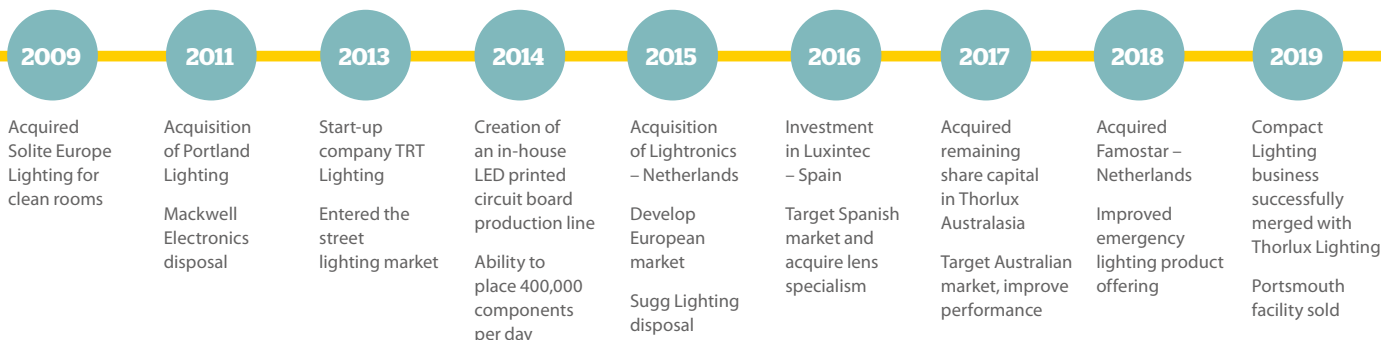 2009
Acquired
Solite Europe
Lighting for
clean rooms
2011
Acquisition
of Portland
Lighting
Mackwell
Electronics
disposal
2013
Start-up
company TRT
Lighting
Entered the
street
lighting market
2014
Creation of
an in-house
LED printed
circuit board
production line
Ability to
place 400,000
components
per day
2015
Acquisition
of Lightronics
– Netherlands
Develop
European
market
Sugg Lighting
disposal
2016
Investment
in Luxintec
– Spain
Target Spanish
market and
acquire lens
specialism
2017
Acquired
remaining
share capital
in Thorlux
Australasia
Target Australian
market, improve
performance
2018
Acquired
Famostar –
Netherlands
Improved
emergency
lighting product
offering
2019
Compact
Lighting
business
successfully
merged with
Thorlux Lighting
Portsmouth
facility sold